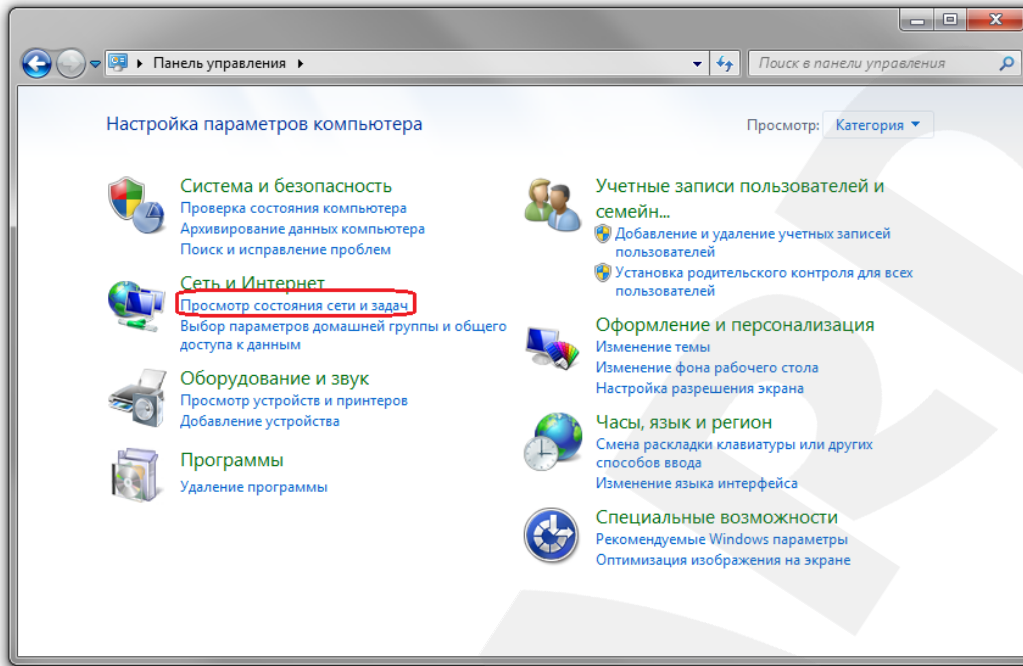 Панель управления
Поиск в панели управления
Настройка параметров компьютера
Просмотр: Категория
Система и безопасность
Проверка состояния компьютера
Архивирование данных компьютера
Поиск и исправление проблем
Сеть и Интернет
Просмотр состояния сети и задач
Выбор параметров домашней группы и общего
доступа к данным
Оборудование и звук
Просмотр устройств и принтеров
Добавление устройства
Программы
Удаление программы
Учетные записи пользователей и
семейн...
Добавление и удаление учетных записей
пользователей
Установка родительского контроля для всех
пользователей
Оформление и персонализация
Изменение темы
Изменение фона рабочего стола
Настройка разрешения экрана
Часы, язык и регион
Смена раскладки клавиатуры или других
способов ввода
Изменение языка интерфейса
Специальные возможности
Рекомендуемые Windows параметры
Оптимизация изображения на экране